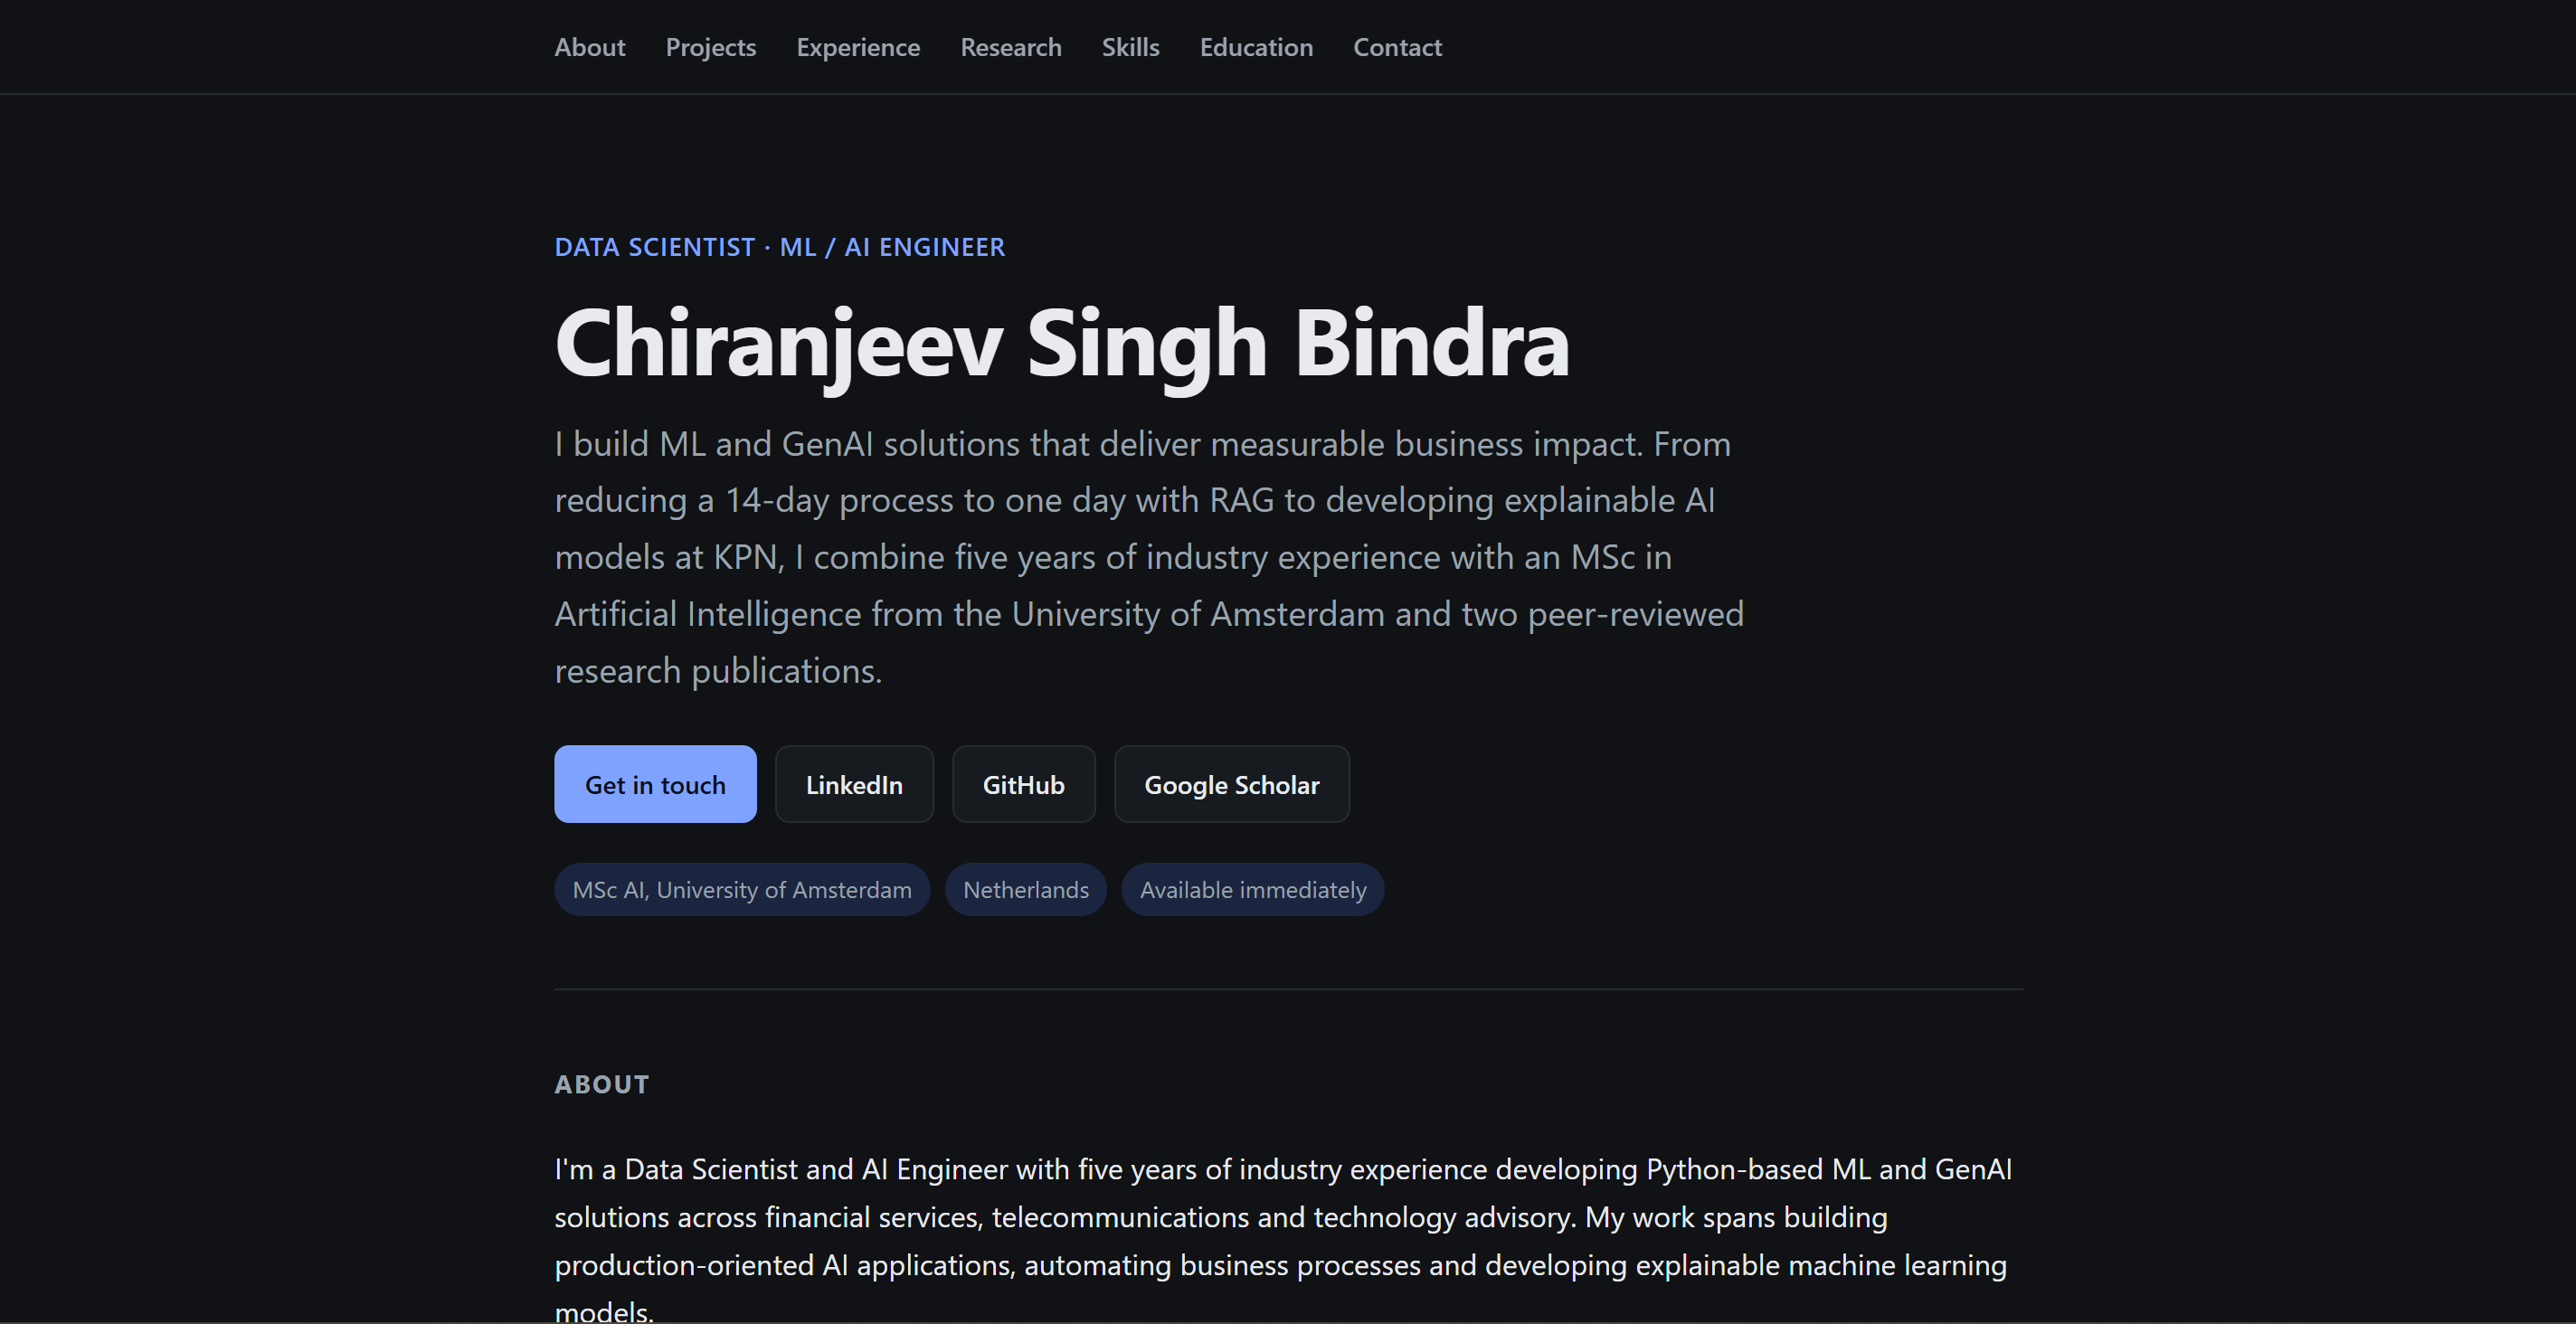 About Projects Experience Research Skills Education Contact
DATA SCIENTIST · ML / AI ENGINEER
Chiranjeev Singh Bindra
I build ML and GenAI solutions that deliver measurable business impact. From
reducing a 14-day process to one day with RAG to developing explainable AI
models at KPN, I combine five years of industry experience with an MSc in
Artificial Intelligence from the University of Amsterdam and two peer-reviewed
research publications.
Get in touch LinkedIn GitHub Google Scholar
MSc AI, University of Amsterdam Netherlands Available immediately
ABOUT
I'm a Data Scientist and AI Engineer with five years of industry experience developing Python-based ML and GenAI
solutions across financial services, telecommunications and technology advisory. My work spans building
production-oriented AI applications, automating business processes and developing explainable machine learning
models.